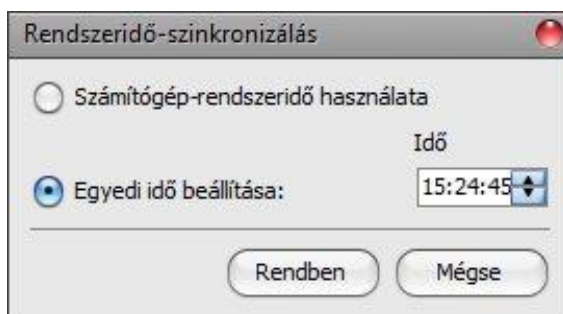 Rendszeridő-szinkronizálás
Számítógép-rendszeridő használata
Idő
Egyedi idő beállítása: 15:24:45
Rendben Mégse